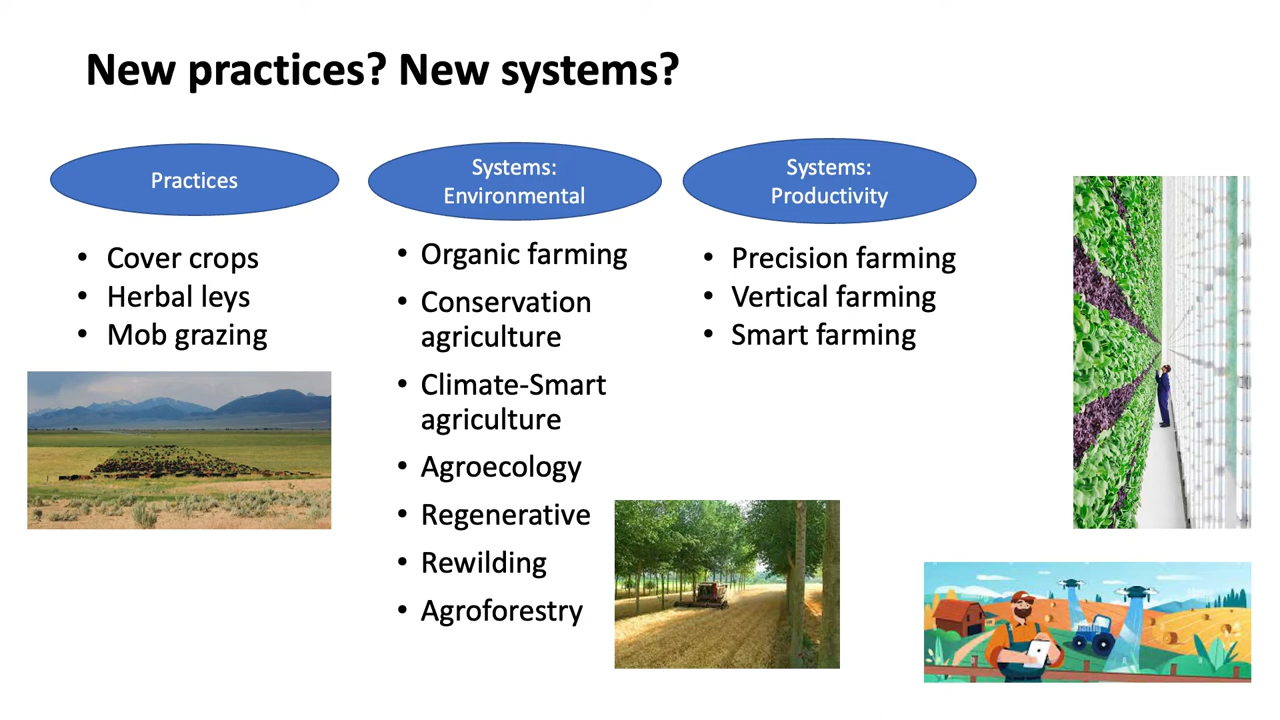 New practices? New systems?
Practices
• Cover crops
• Herbal leys
• Mob grazing
Systems:
Environmental
• Organic farming
• Conservation
agriculture
• Climate-Smart
agriculture
• Agroecology
• Regenerative
• Rewilding
• Agroforestry
Systems:
Productivity
• Precision farming
• Vertical farming
• Smart farming